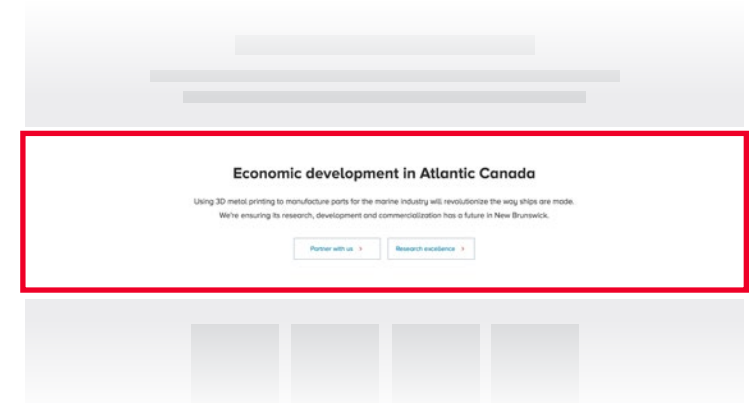 Economic development in Atlantic Canada
Using 3D metal printing to manufacture parts for the marine industry will revolutionize the way ships are made.
We're ensuring its research, development and commercialization has a future in New Brunswick.
Partner with us >
Research excellence >